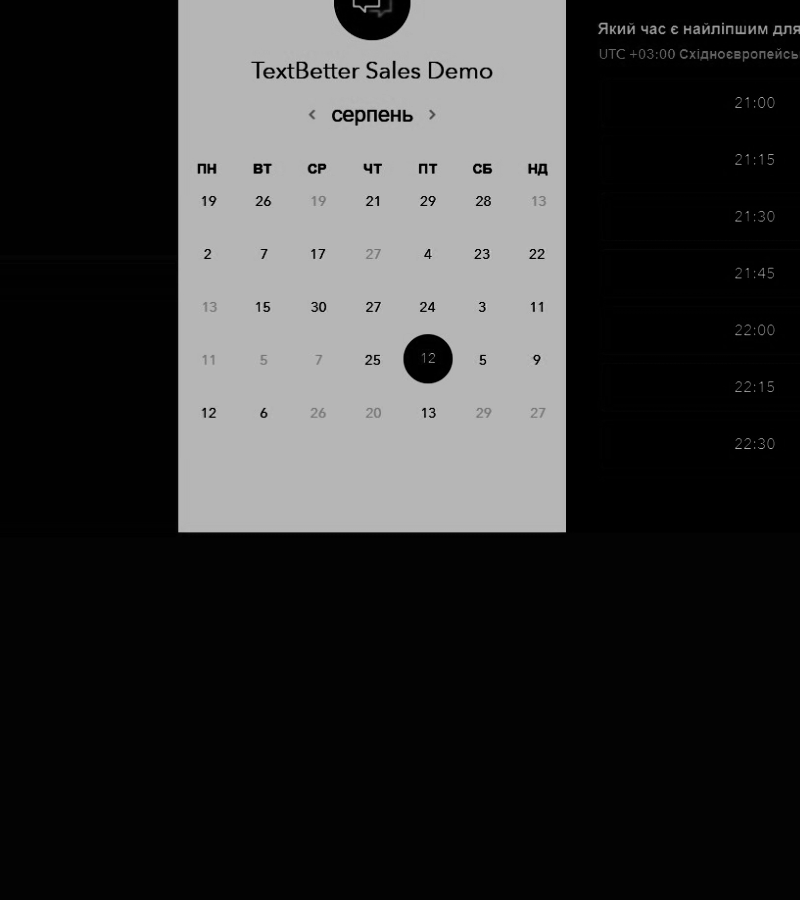 TextBetter Sales Demo
серпень
ПН ВТ СР ЧТ ПТ СБ НД
19 26 19 21 29 28 13
2 7 17 27 4 23 22
13 15 30 27 24 3 11
11 5 7 25 12 5 9
12 6 26 20 13 29 27
Який час є найліпшим для
UTC +03:00 Східноєвропейсь
21:00
21:15
21:30
21:45
22:00
22:15
22:30